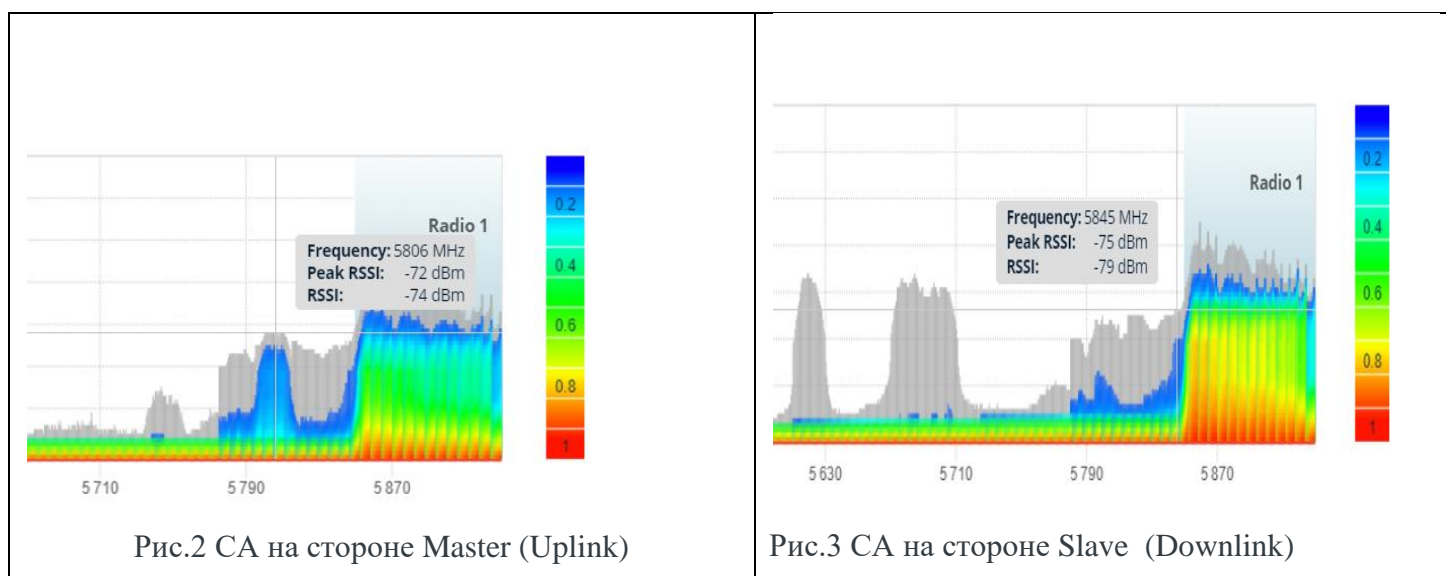 Radio 1
Frequency: 5806 MHz
Peak RSSI: -72 dBm
RSSI: -74 dBm
0.2
0.4
0.6
0.8
1
5710
5790
5870
Рис.2 СА на стороне Master (Uplink)
Radio 1
Frequency: 5845 MHz
Peak RSSI: -75 dBm
RSSI: -79 dBm
0.2
0.4
0.6
0.8
1
5630
5710
5790
5870
Рис.3 СА на стороне Slave (Downlink)